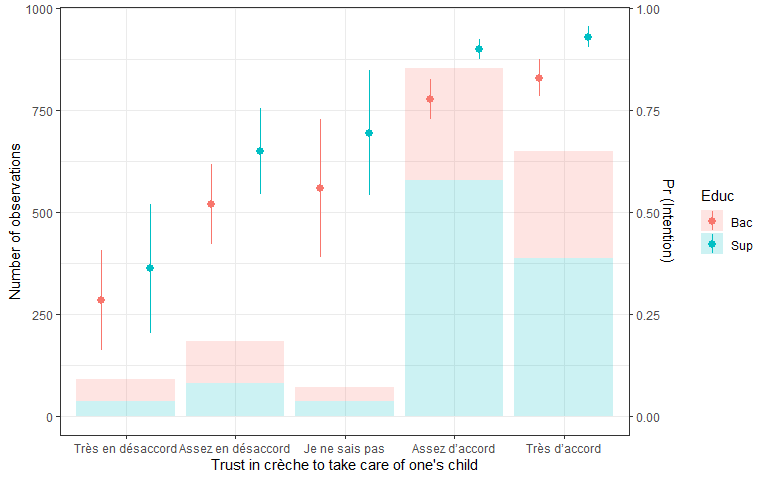 1000
750
500
250
0
Number of observations
1.00
0.75
0.50
0.25
0.00
Pr (Intention)
Educ
Bac
Sup
Très en désaccord
Assez en désaccord
Je ne sais pas
Assez d'accord
Très d'accord
Trust in crèche to take care of one's child